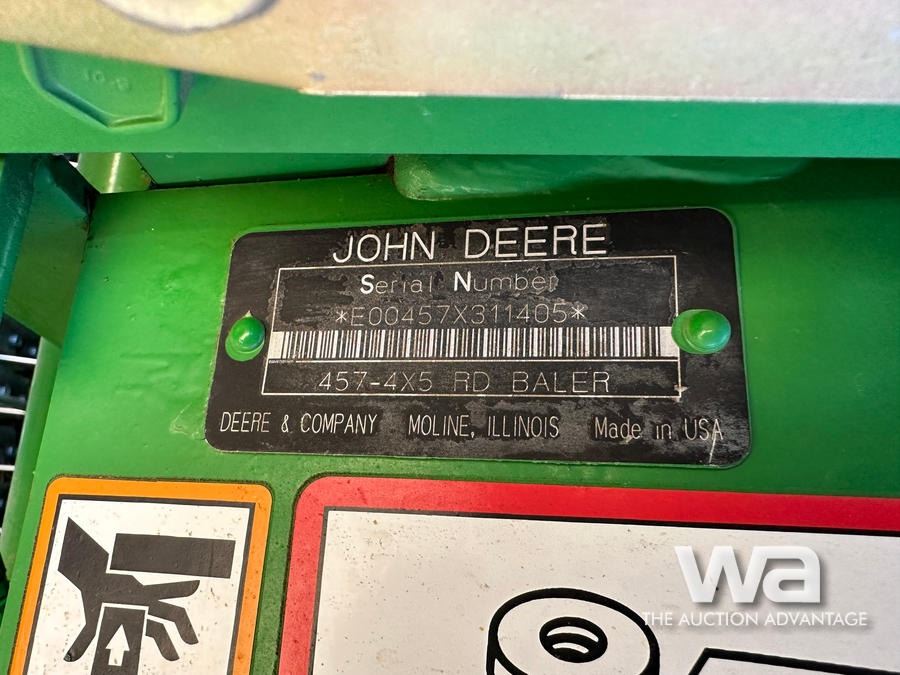 JOHN DEERE
Serial Number
*E00457X311405*
457-4X5 RD BALER
DEERE & COMPANY MOLINE, ILLINOIS Made in USA
wa
THE AUCTION ADVANTAGE